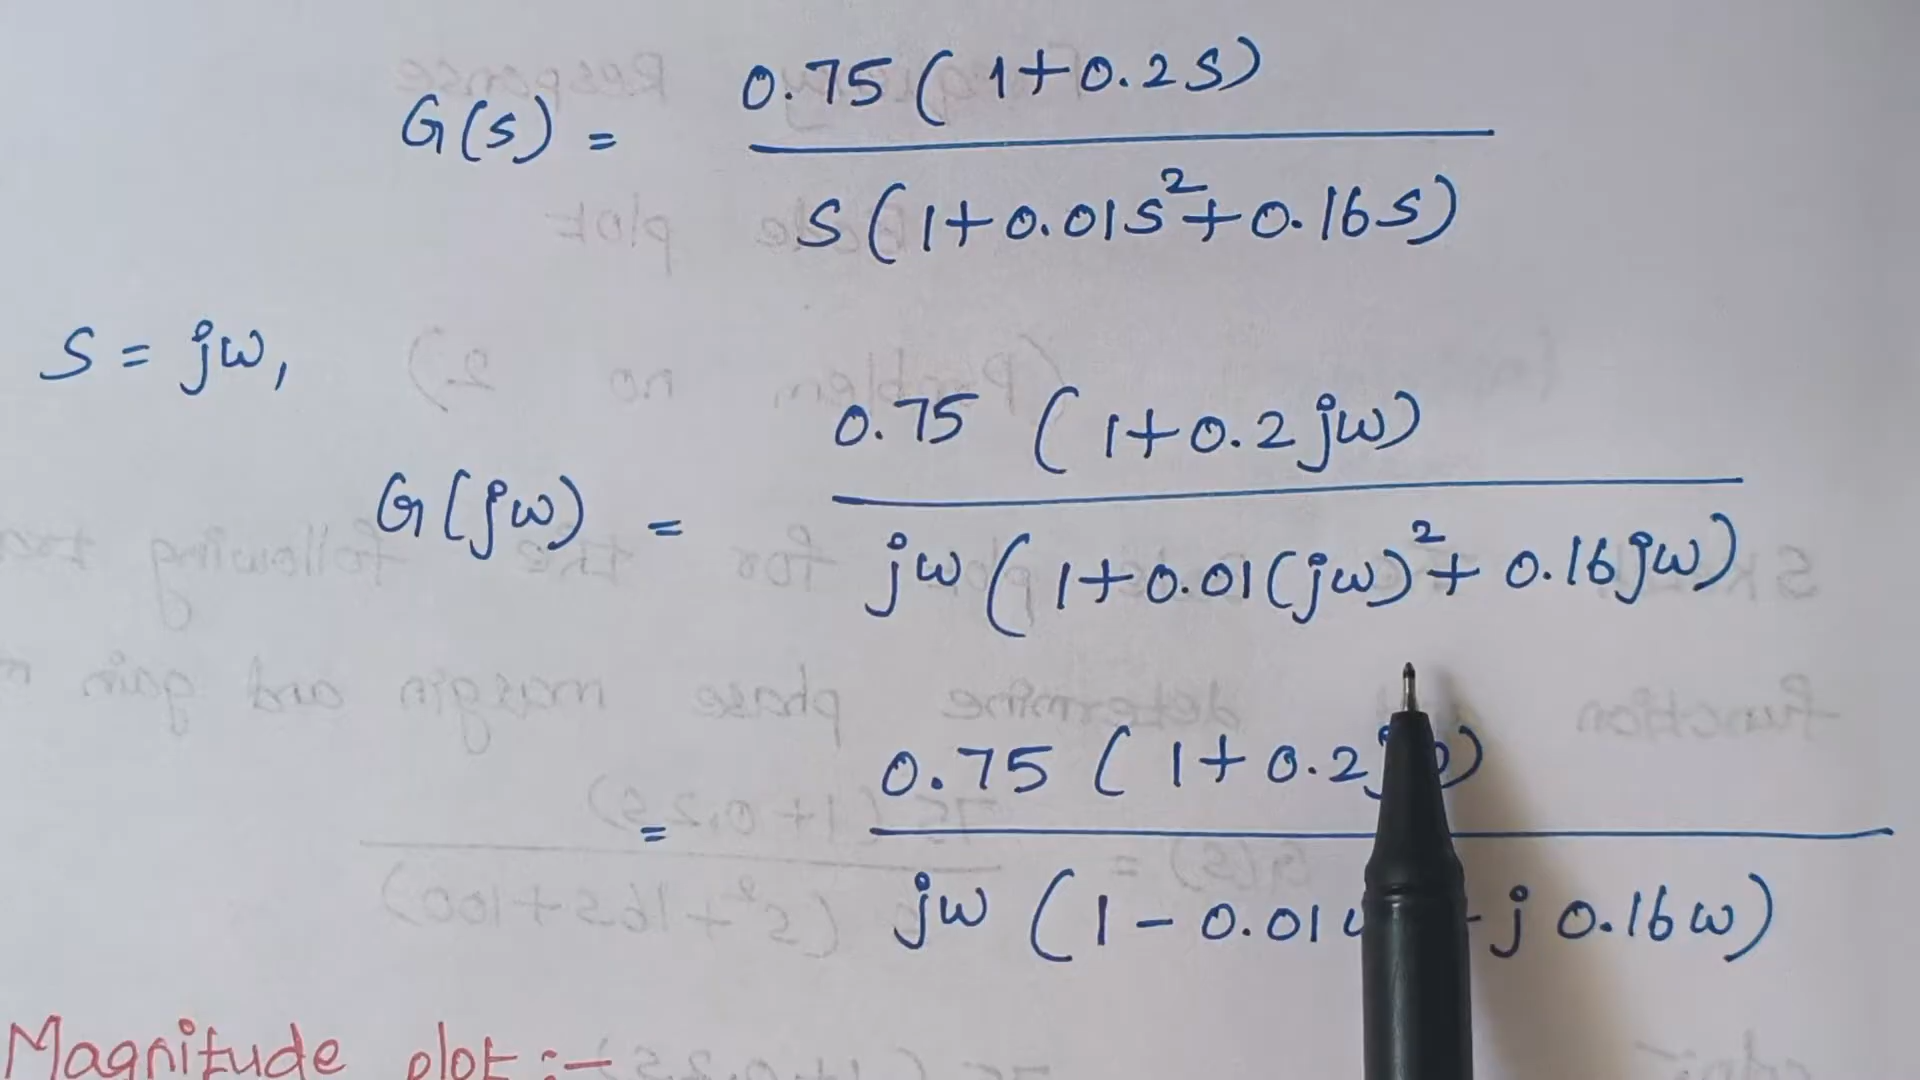 G(s) = 0.75 (1+0.2s) / s(1+0.01s²+0.16s)
s = jω,
G(jω) = 0.75 (1+0.2jω) / jω(1+0.01(jω)²+0.16jω)
= 0.75 (1+0.2j) / jω (1-0.01 j 0.16ω)
Magnitude plot:-